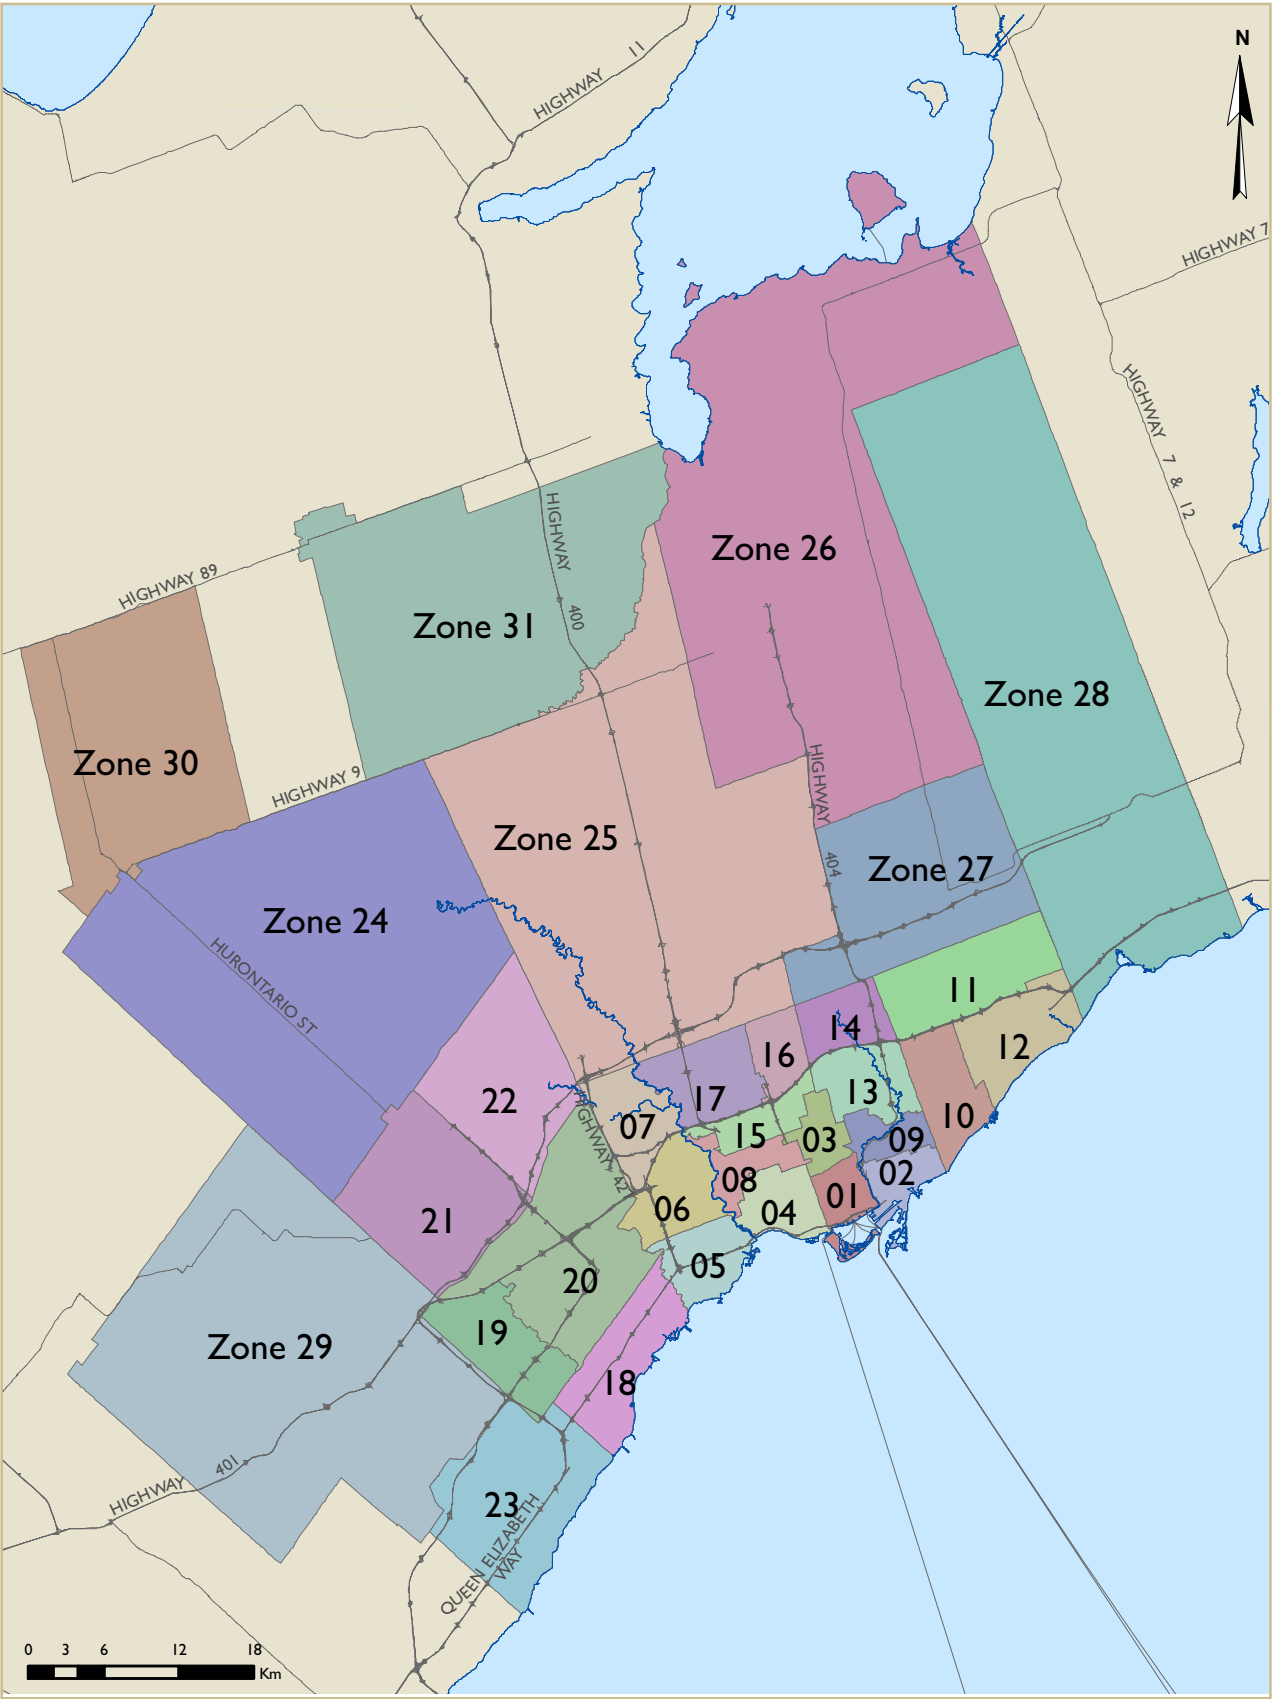 N
HIGHWAY 11
HIGHWAY 7
HIGHWAY 7 & 12
HIGHWAY 400
Zone 26
HIGHWAY 89
Zone 31
Zone 28
Zone 30
HIGHWAY 9
HIGHWAY 404
Zone 25
Zone 27
Zone 24
HURONTARIO ST
11
14
12
16
22
17
13
HIGHWAY 42
07
15
03
10
09
08
02
01
06
04
21
05
20
19
Zone 29
18
HIGHWAY 401
23
QUEEN ELIZABETH
WAY
0 3 6 12 18
Km